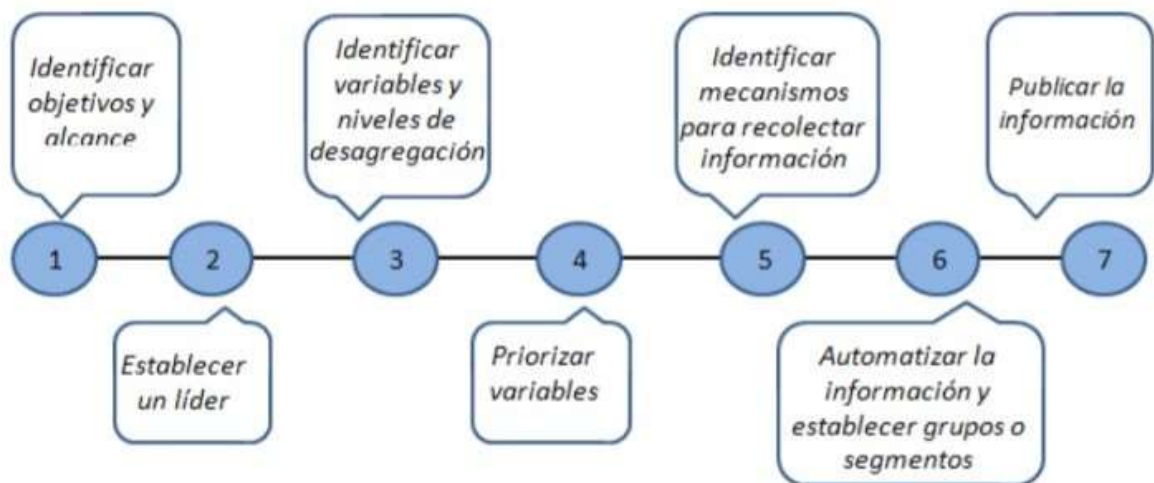 Identificar
objetivos y
alcance
Identificar
variables y
niveles de
desagregación
Identificar
mecanismos
para recolectar
información
Publicar la
información
1
2
3
4
5
6
7
Establecer
un líder
Priorizar
variables
Automatizar la
información y
establecer grupos o
segmentos